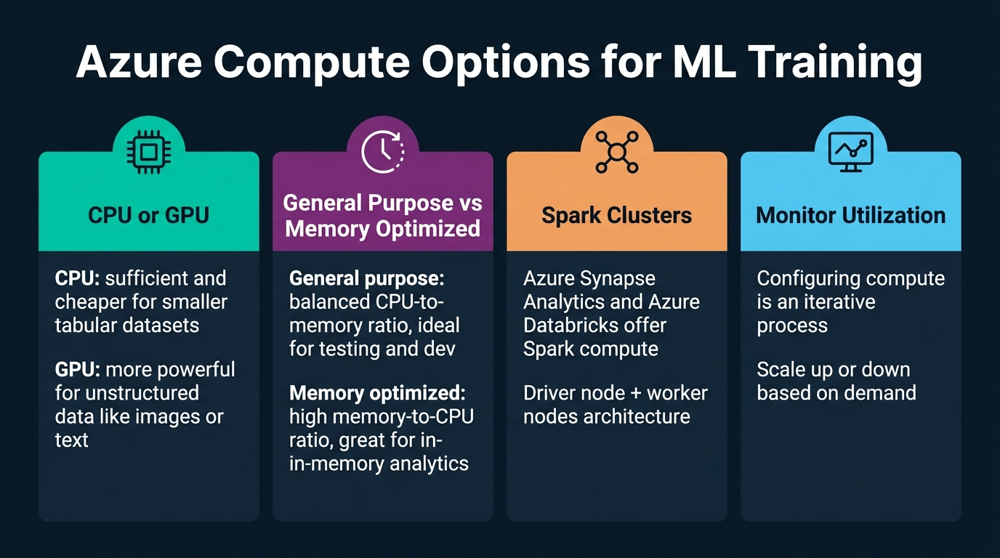 Azure Compute Options for ML Training
CPU or GPU
CPU: sufficient and
cheaper for smaller
tabular datasets
GPU: more powerful
for unstructured
data like images or
text
General Purpose vs
Memory Optimized
General purpose:
balanced CPU-to-
memory ratio, ideal
for testing and dev
Memory optimized:
high memory-to-CPU
ratio, great for in-
in-memory analytics
Spark Clusters
Azure Synapse
Analytics and Azure
Databricks offer
Spark compute
Driver node + worker
nodes architecture
Monitor Utilization
Configuring compute
is an iterative
process
Scale up or down
based on demand